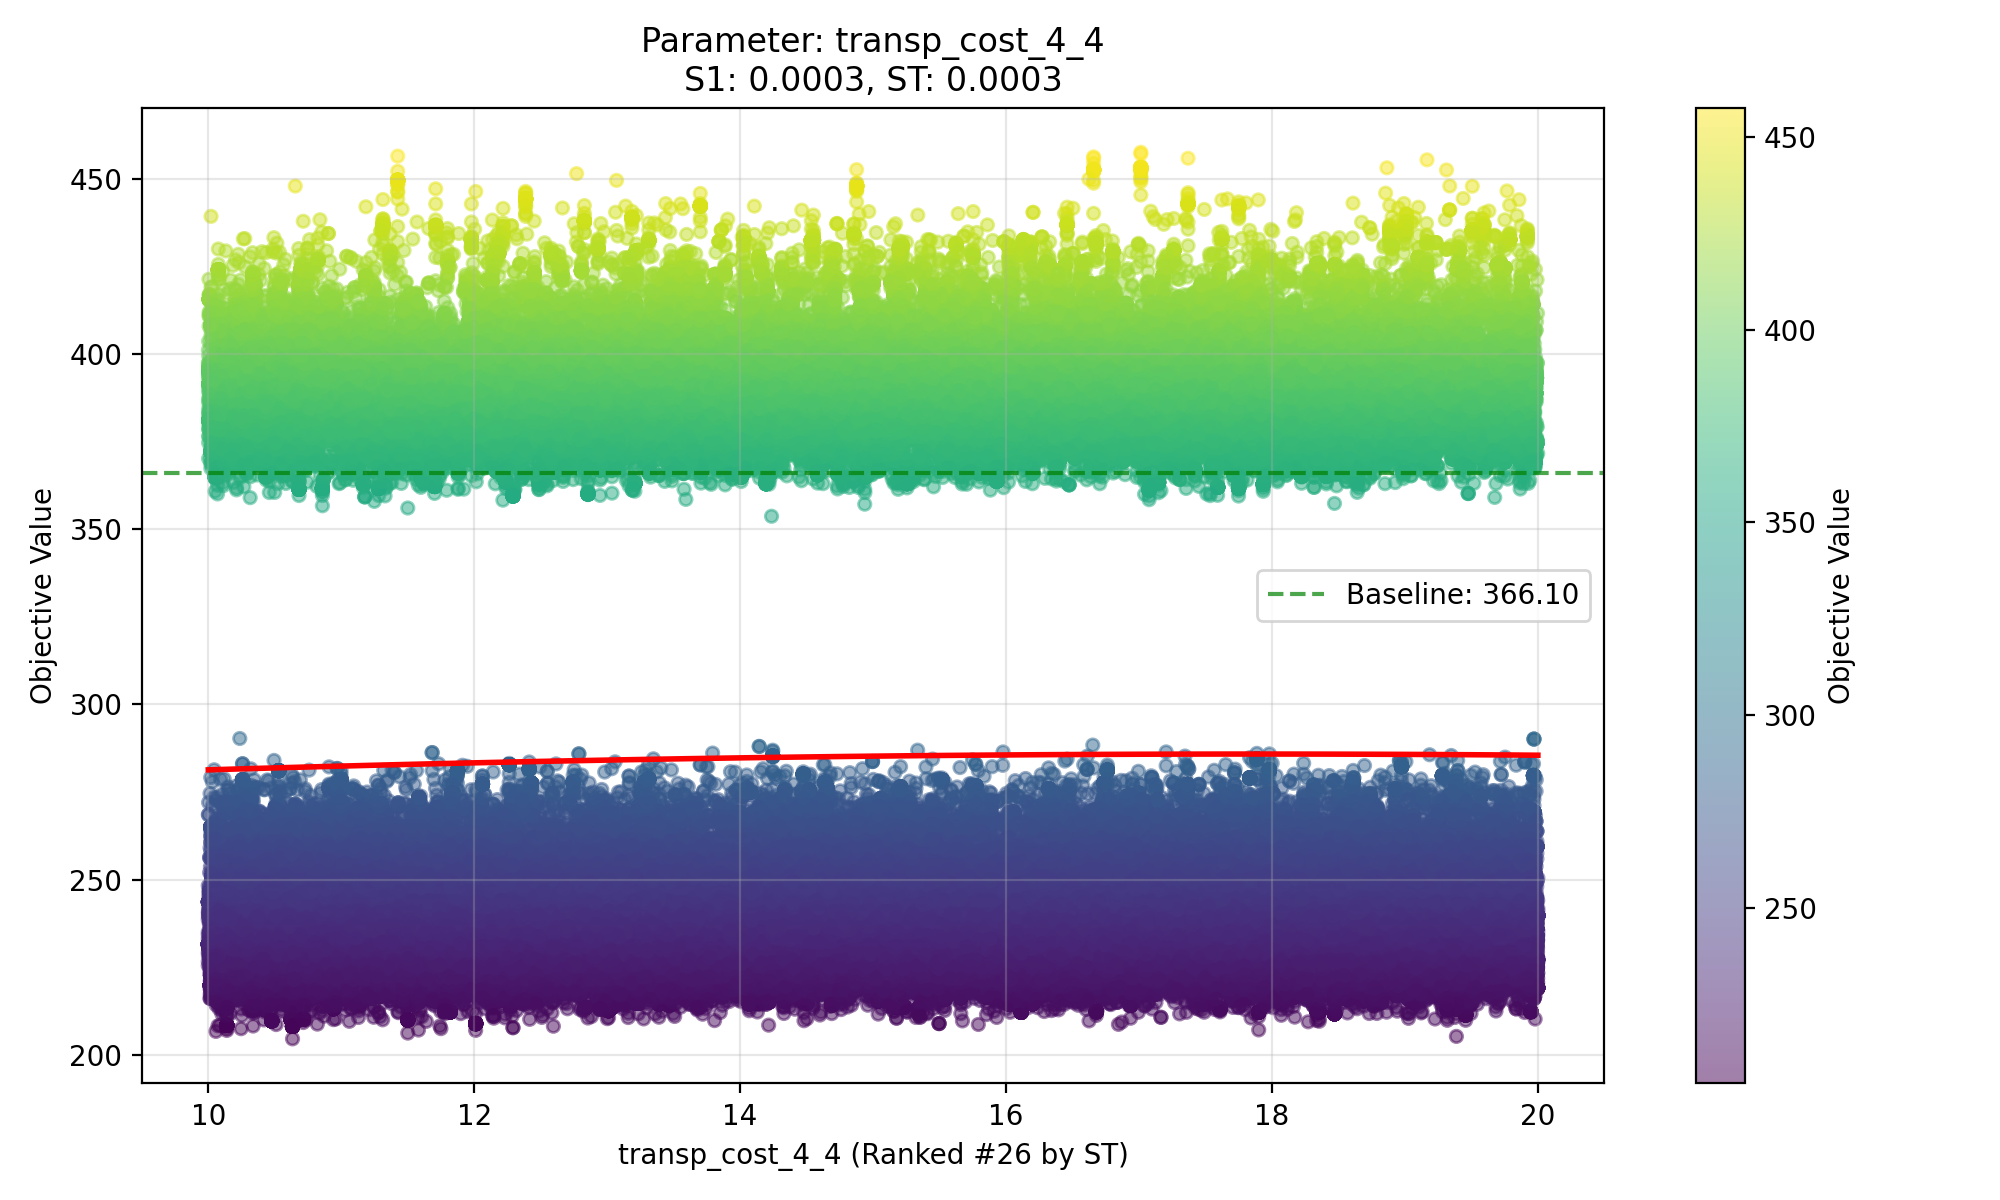 Parameter: transp_cost_4_4
S1: 0.0003, ST: 0.0003
Objective Value
450
400
350
300
250
200
Baseline: 366.10
10 12 14 16 18 20
transp_cost_4_4 (Ranked #26 by ST)
450
400
350
300
250
Objective Value